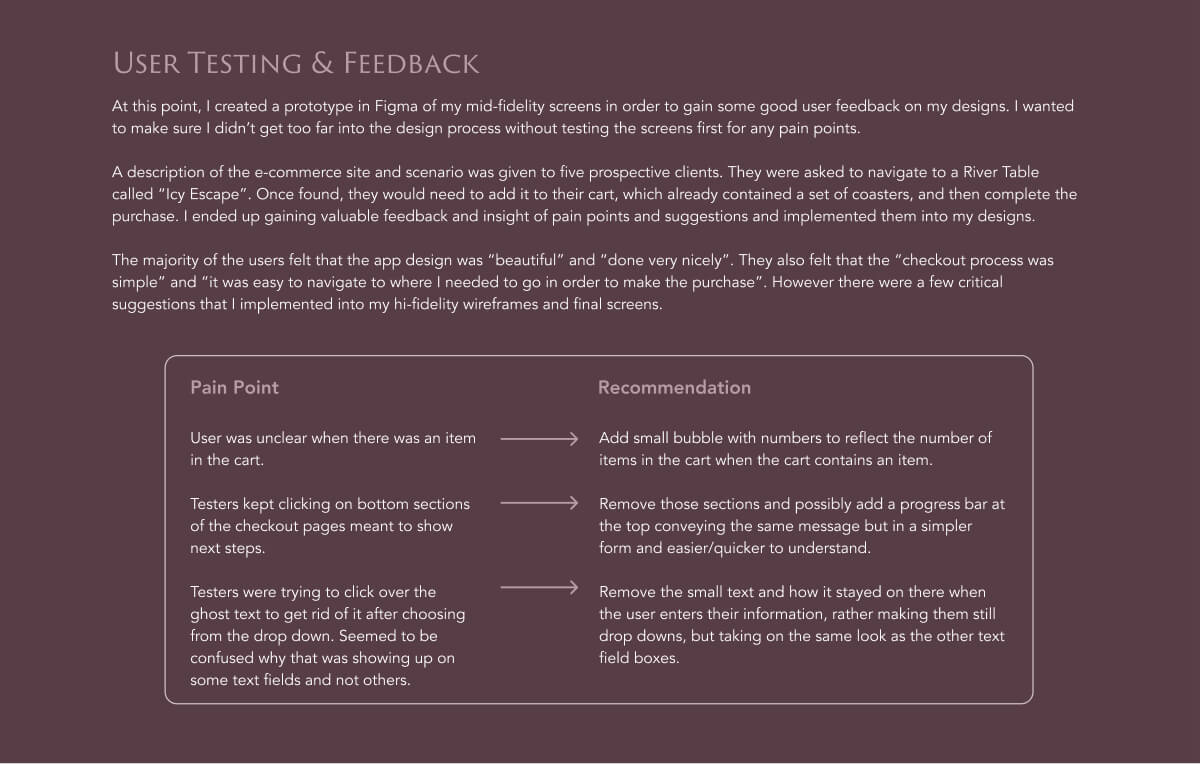 USER TESTING & FEEDBACK
At this point, I created a prototype in Figma of my mid-fidelity screens in order to gain some good user feedback on my designs. I wanted
to make sure I didn’t get too far into the design process without testing the screens first for any pain points.
A description of the e-commerce site and scenario was given to five prospective clients. They were asked to navigate to a River Table
called “Icy Escape”. Once found, they would need to add it to their cart, which already contained a set of coasters, and then complete the
purchase. I ended up gaining valuable feedback and insight of pain points and suggestions and implemented them into my designs.
The majority of the users felt that the app design was “beautiful” and “done very nicely”. They also felt that the “checkout process was
simple” and “it was easy to navigate to where I needed to go in order to make the purchase”. However there were a few critical
suggestions that I implemented into my hi-fidelity wireframes and final screens.
Pain Point
Recommendation
User was unclear when there was an item
in the cart.
Add small bubble with numbers to reflect the number of
items in the cart when the cart contains an item.
Testers kept clicking on bottom sections
of the checkout pages meant to show
next steps.
Remove those sections and possibly add a progress bar at
the top conveying the same message but in a simpler
form and easier/quicker to understand.
Testers were trying to click over the
ghost text to get rid of it after choosing
from the drop down. Seemed to be
confused why that was showing up on
some text fields and not others.
Remove the small text and how it stayed on there when
the user enters their information, rather making them still
drop downs, but taking on the same look as the other text
field boxes.